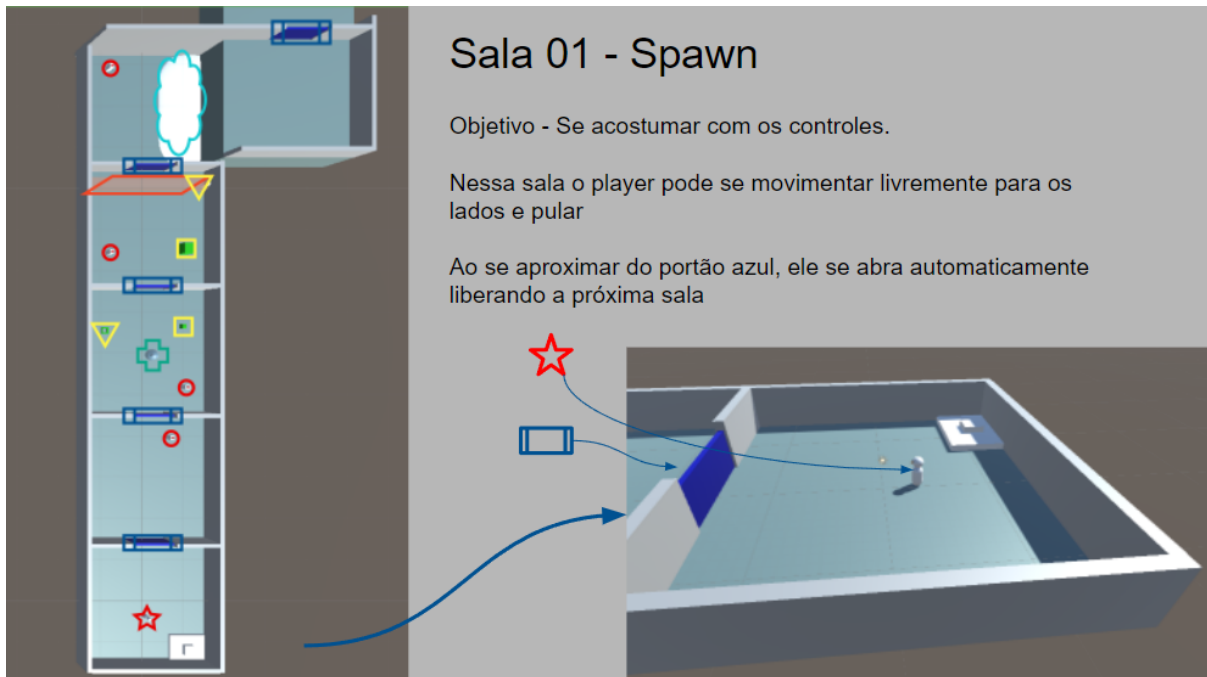 Sala 01 - Spawn
Objetivo - Se acostumar com os controles.
Nessa sala o player pode se movimentar livremente para os
lados e pular
Ao se aproximar do portão azul, ele se abra automaticamente
liberando a próxima sala